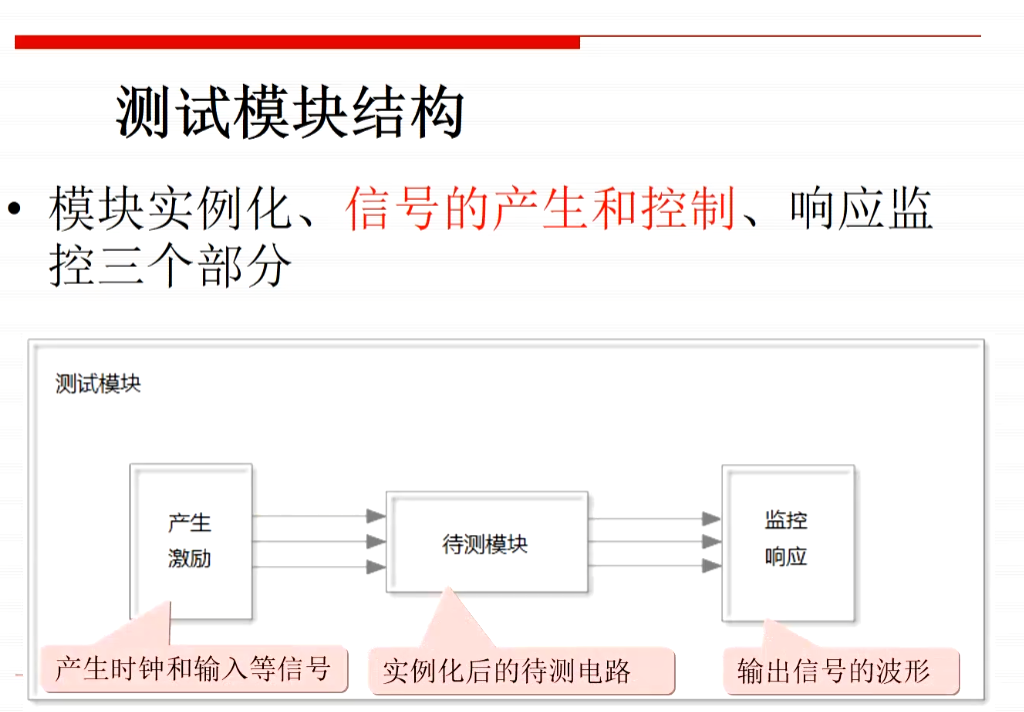 测试模块结构
• 模块实例化、信号的产生和控制、响应监
控三个部分
测试模块
产生
激励
待测模块
监控
响应
产生时钟和输入等信号
实例化后的待测电路
输出信号的波形